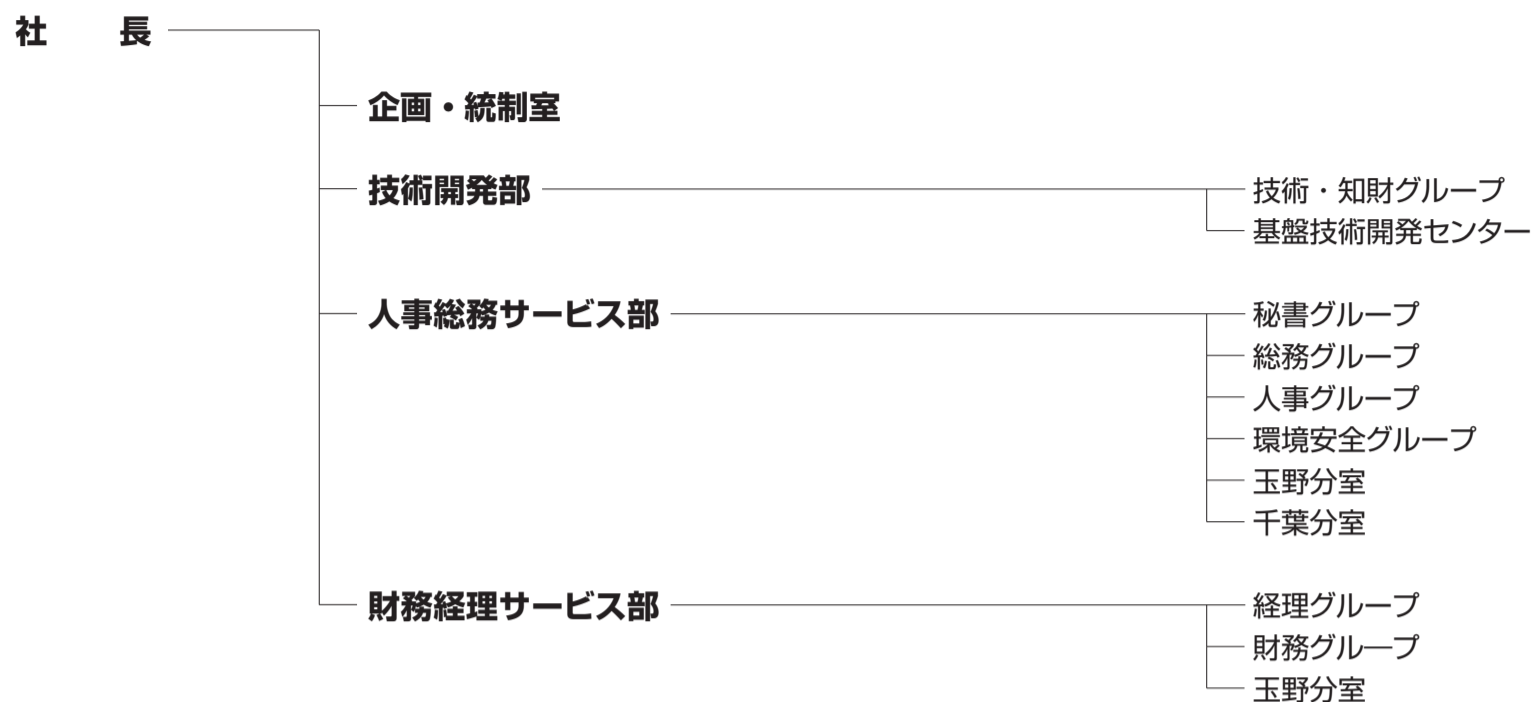 社　長
企画・統制室
技術開発部
技術・知財グループ
基盤技術開発センター
人事総務サービス部
秘書グループ
総務グループ
人事グループ
環境安全グループ
玉野分室
千葉分室
財務経理サービス部
経理グループ
財務グループ
玉野分室